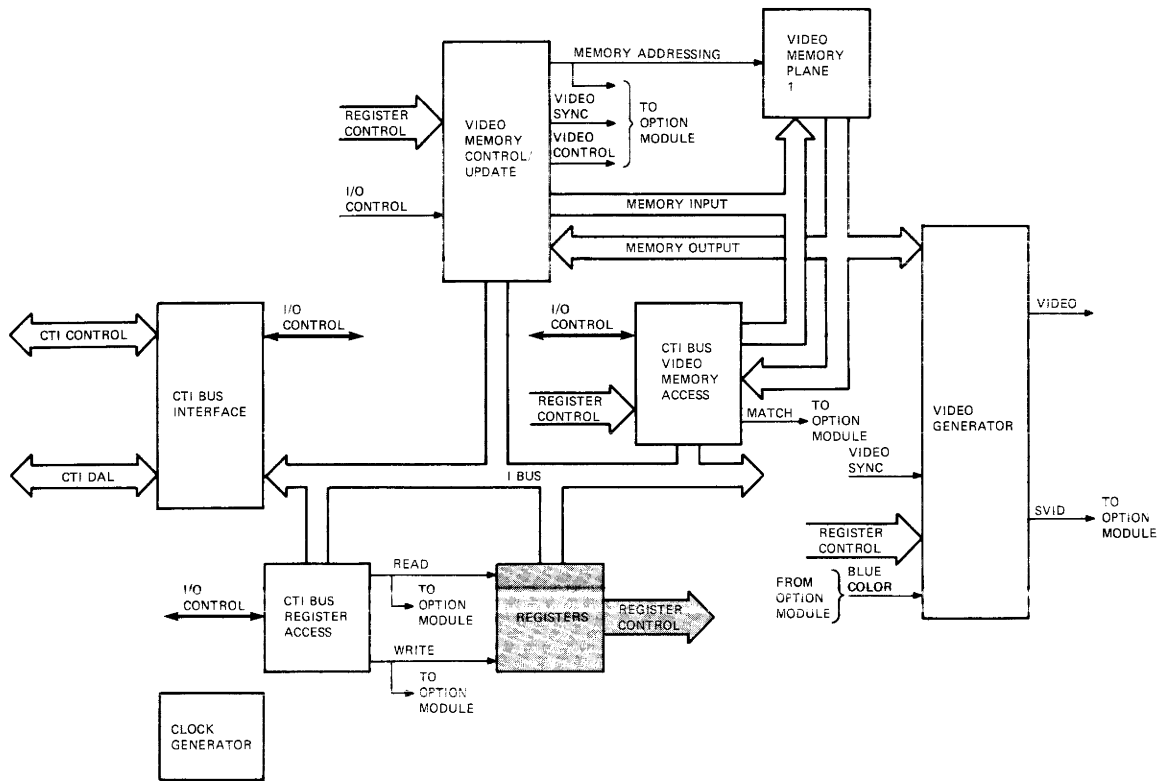 VIDEO
MEMORY
PLANE
1
MEMORY ADDRESSING
VIDEO
SYNC
VIDEO
CONTROL
TO
OPTION
MODULE
REGISTER
CONTROL
VIDEO
MEMORY
CONTROL/
UPDATE
I/O
CONTROL
MEMORY INPUT
MEMORY OUTPUT
CTI CONTROL
I/O
CONTROL
CTI BUS
INTERFACE
CTI DAL
I/O
CONTROL
CTI BUS
VIDEO
MEMORY
ACCESS
REGISTER
CONTROL
MATCH
TO
OPTION
MODULE
VIDEO
VIDEO
GENERATOR
VIDEO
SYNC
SVID
TO
OPTION
MODULE
REGISTER
CONTROL
FROM
OPTION
MODULE
BLUE
COLOR
I BUS
I/O
CONTROL
CTI BUS
REGISTER
ACCESS
READ
TO
OPTION
MODULE
WRITE
TO
OPTION
MODULE
REGISTERS
REGISTER
CONTROL
CLOCK
GENERATOR